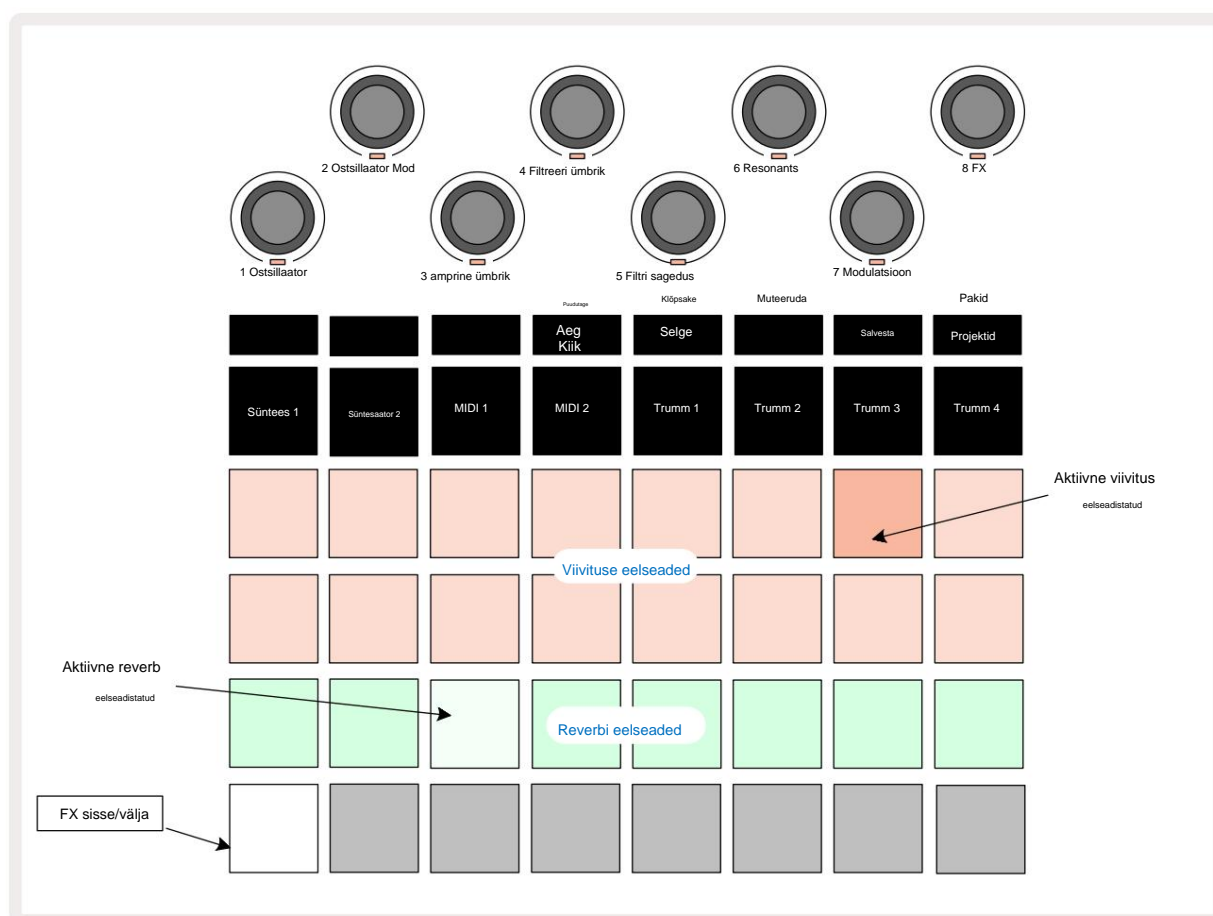 2 Ostsillaator Mod
4 Filtreeri ümbrik
6 Resonants
8 FX
1 Ostsillaator
3 amprine ümbrik
5 Filtri sagedus
7 Modulatsioon
Puudutage
Klõpsake
Muteeruda
Pakid
Aeg
Kiik
Selge
Salvesta
Projektid
Süntees 1
Süntesaator 2
MIDI 1
MIDI 2
Trumm 1
Trumm 2
Trumm 3
Trumm 4
Aktiivne viivitus
eelseadistatud
Viivituse eelseaded
Aktiivne reverb
eelseadistatud
Reverbi eelseaded
FX sisse/välja